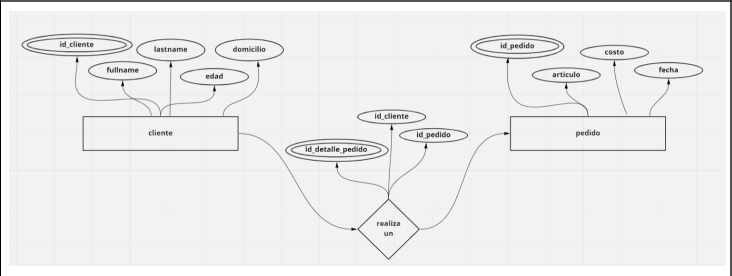 id_cliente
lastname
domicilio
fullname
edad
cliente
id_cliente
id_pedido
id_detalle_pedido
realiza
un
id_pedido
costo
articulo
fecha
pedido